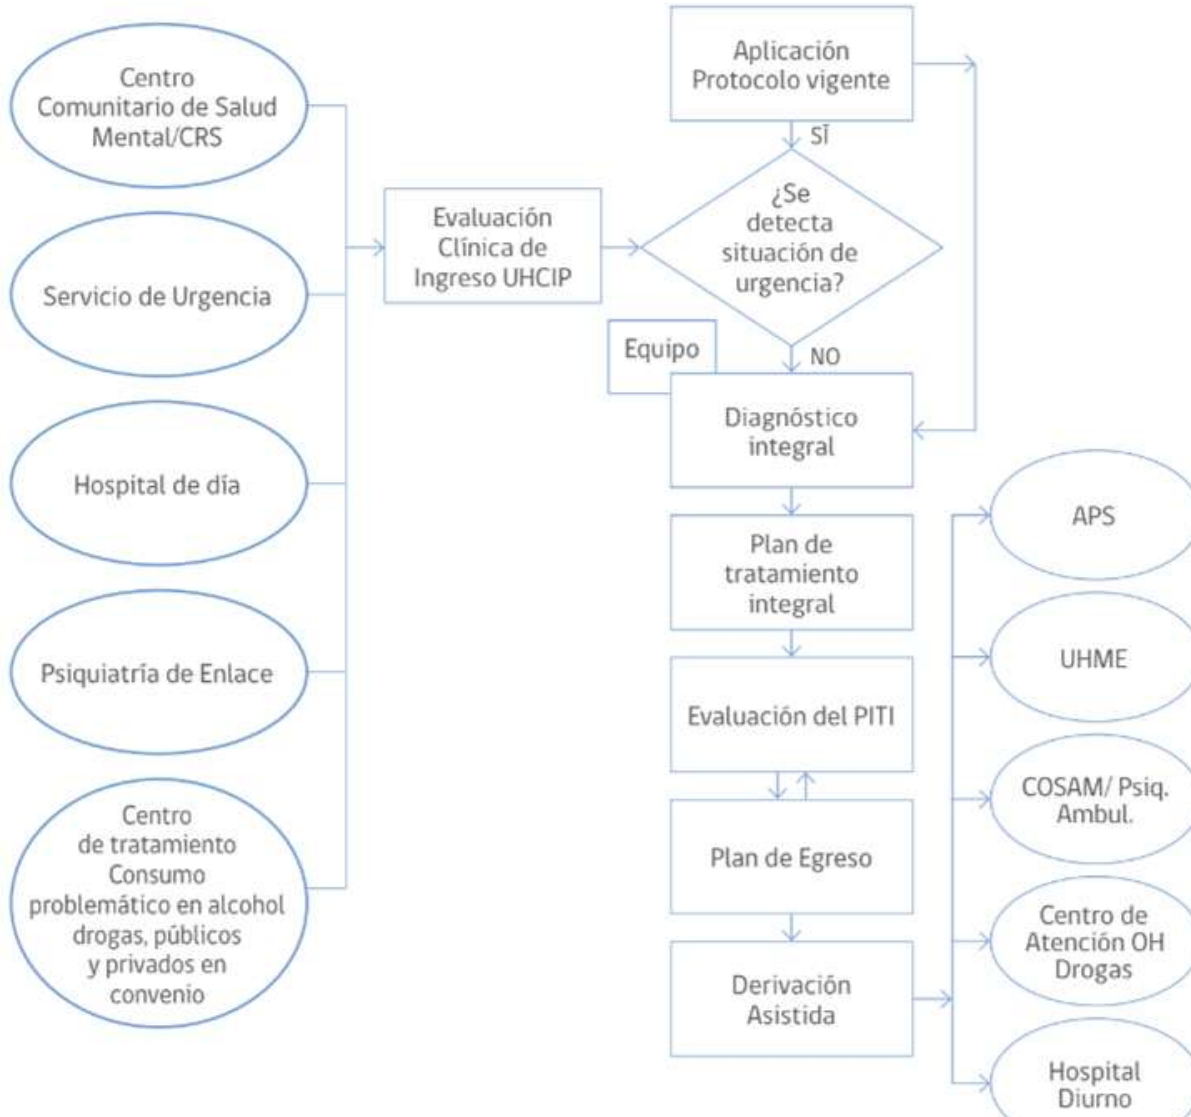 Centro
Comunitario de Salud
Mental/CRS
Servicio de Urgencia
Hospital de día
Psiquiatría de Enlace
Centro
de tratamiento
Consumo
problemático en alcohol
drogas, públicos
y privados en
convenio
Evaluación
Clínica de
Ingreso UHCIP
Aplicación
Protocolo vigente
SÍ
¿Se
detecta
situación de
urgencia?
NO
Equipo
Diagnóstico
integral
Plan de
tratamiento
integral
Evaluación del PITI
Plan de Egreso
Derivación
Asistida
APS
UHME
COSAM/ Psiq.
Ambul.
Centro de
Atención OH
Drogas
Hospital
Diurno